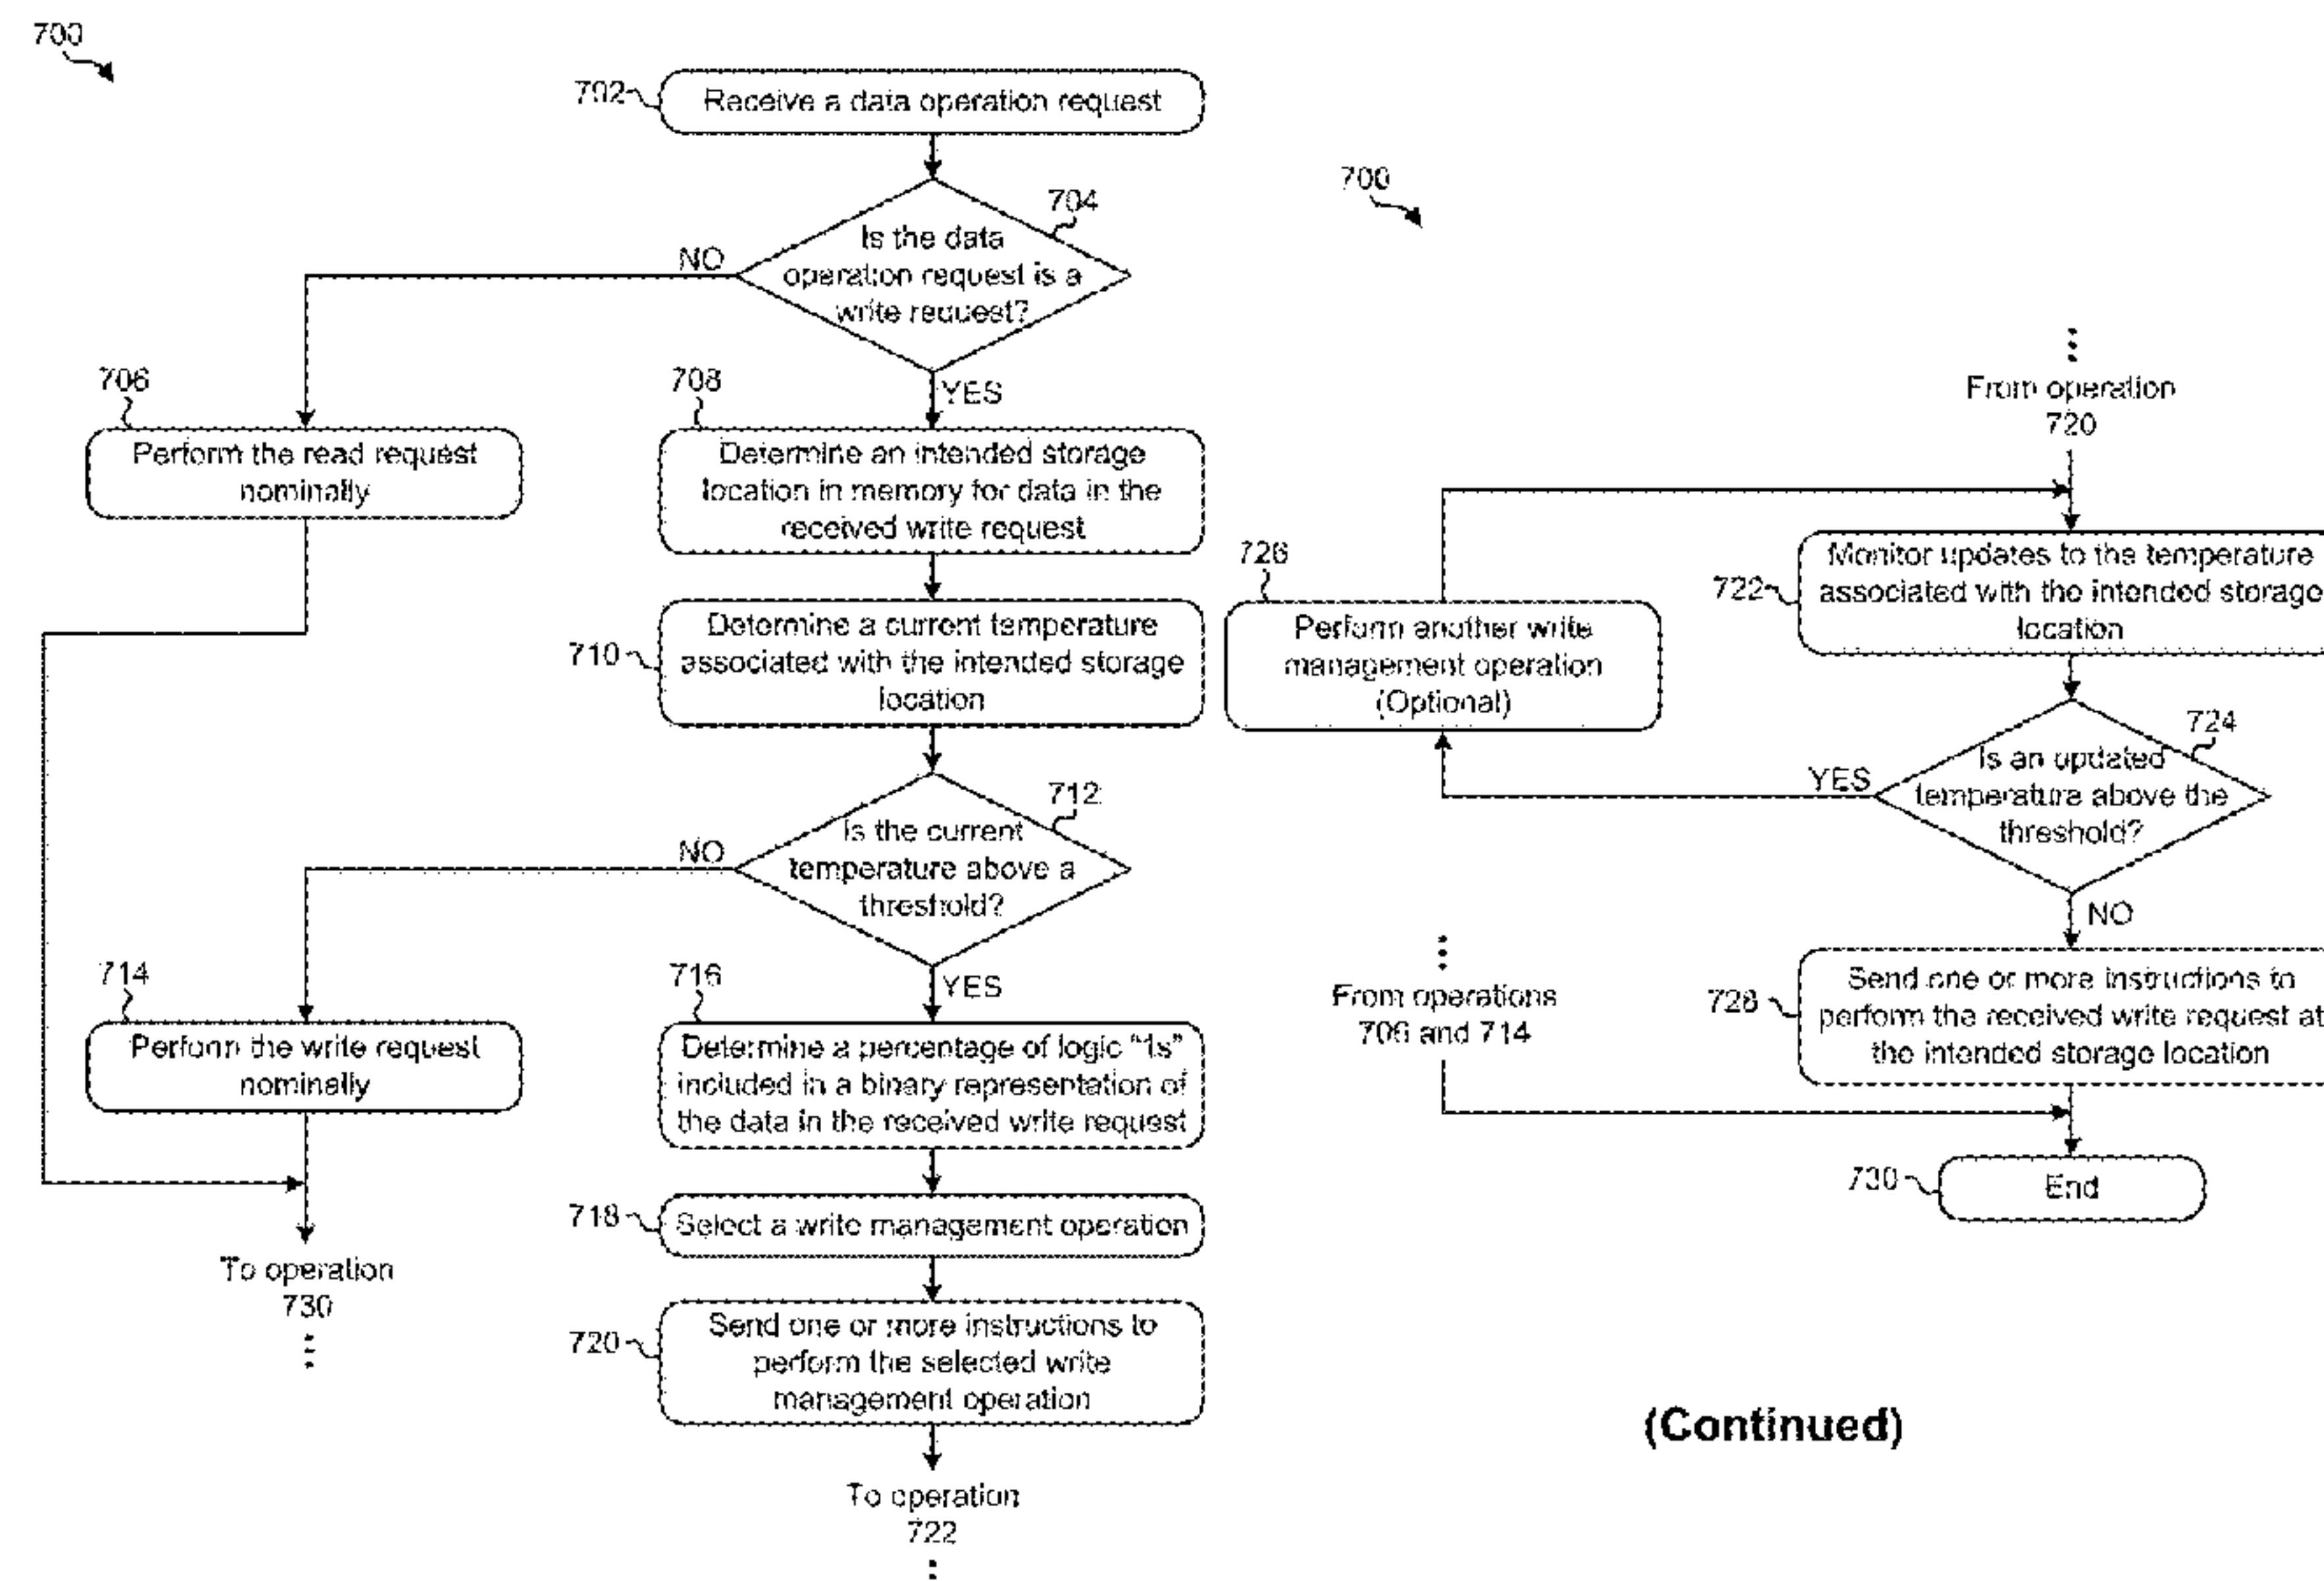 700
702
Receive a data operation request
704
Is the data
operation request is a
write request?
NO
YES
706
Perform the read request
nominally
708
Determine an intended storage
location in memory for data in the
received write request
710
Determine a current temperature
associated with the intended storage
location
712
Is the current
temperature above a
threshold?
NO
YES
714
Perform the write request
nominally
To operation
730
716
Determine a percentage of logic “1s”
included in a binary representation of
the data in the received write request
718
Select a write management operation
720
Send one or more instructions to
perform the selected write
management operation
To operation
722
700
From operation
720
722
Monitor updates to the temperature
associated with the intended storage
location
724
Is an updated
temperature above the
threshold?
YES
NO
726
Perform another write
management operation
(Optional)
728
Send one or more instructions to
perform the received write request at
the intended storage location
From operations
706 and 714
730
End
(Continued)